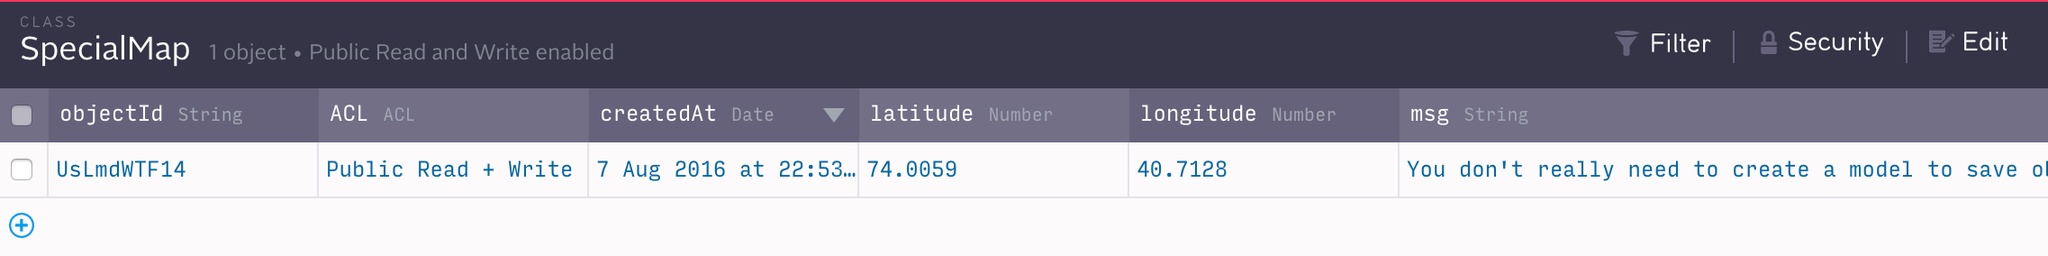 CLASS
SpecialMap 1 object • Public Read and Write enabled Filter Security Edit
objectId String ACL ACL createdAt Date latitude Number longitude Number msg String
UsLmdWTF14 Public Read + Write 7 Aug 2016 at 22:53… 74.0059 40.7128 You don't really need to create a model to save